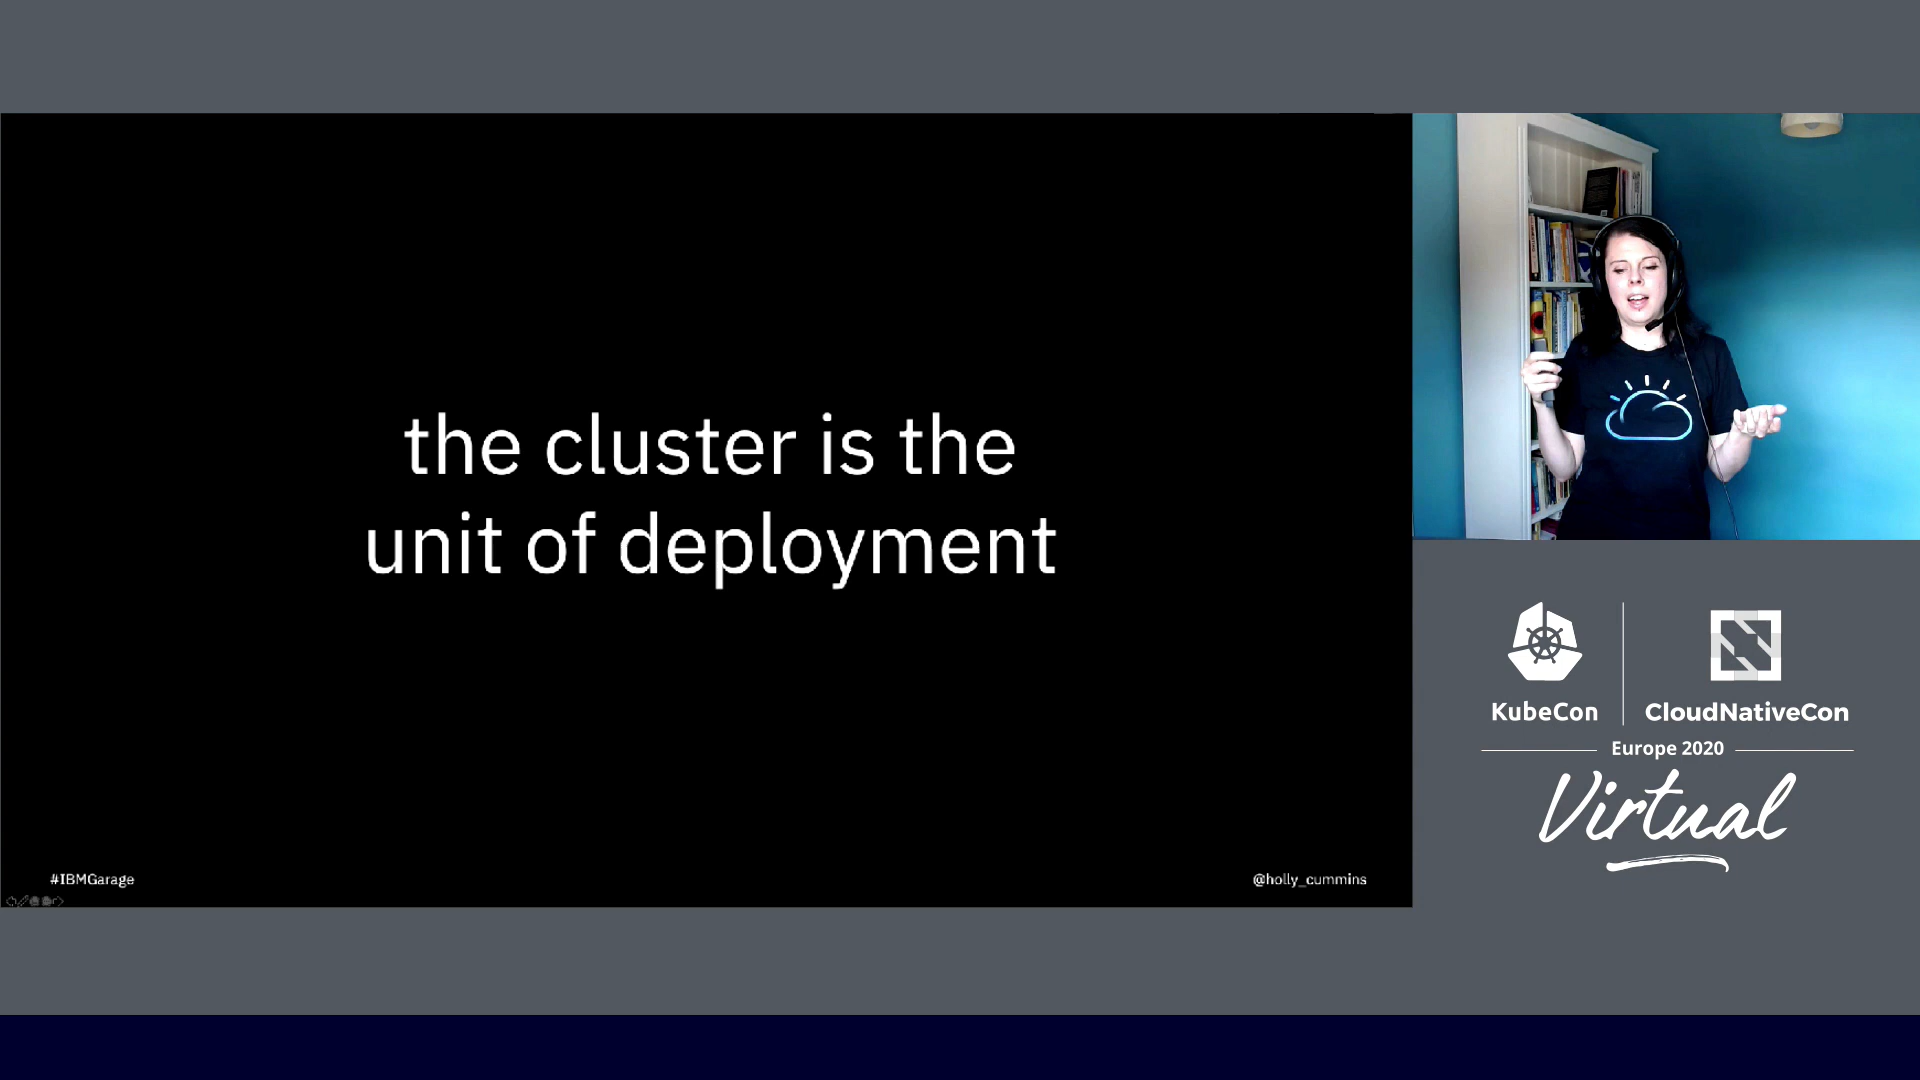 the cluster is the
unit of deployment
#IBMGarage
@holly_cummins
KubeCon
CloudNativeCon
Europe 2020
Virtual